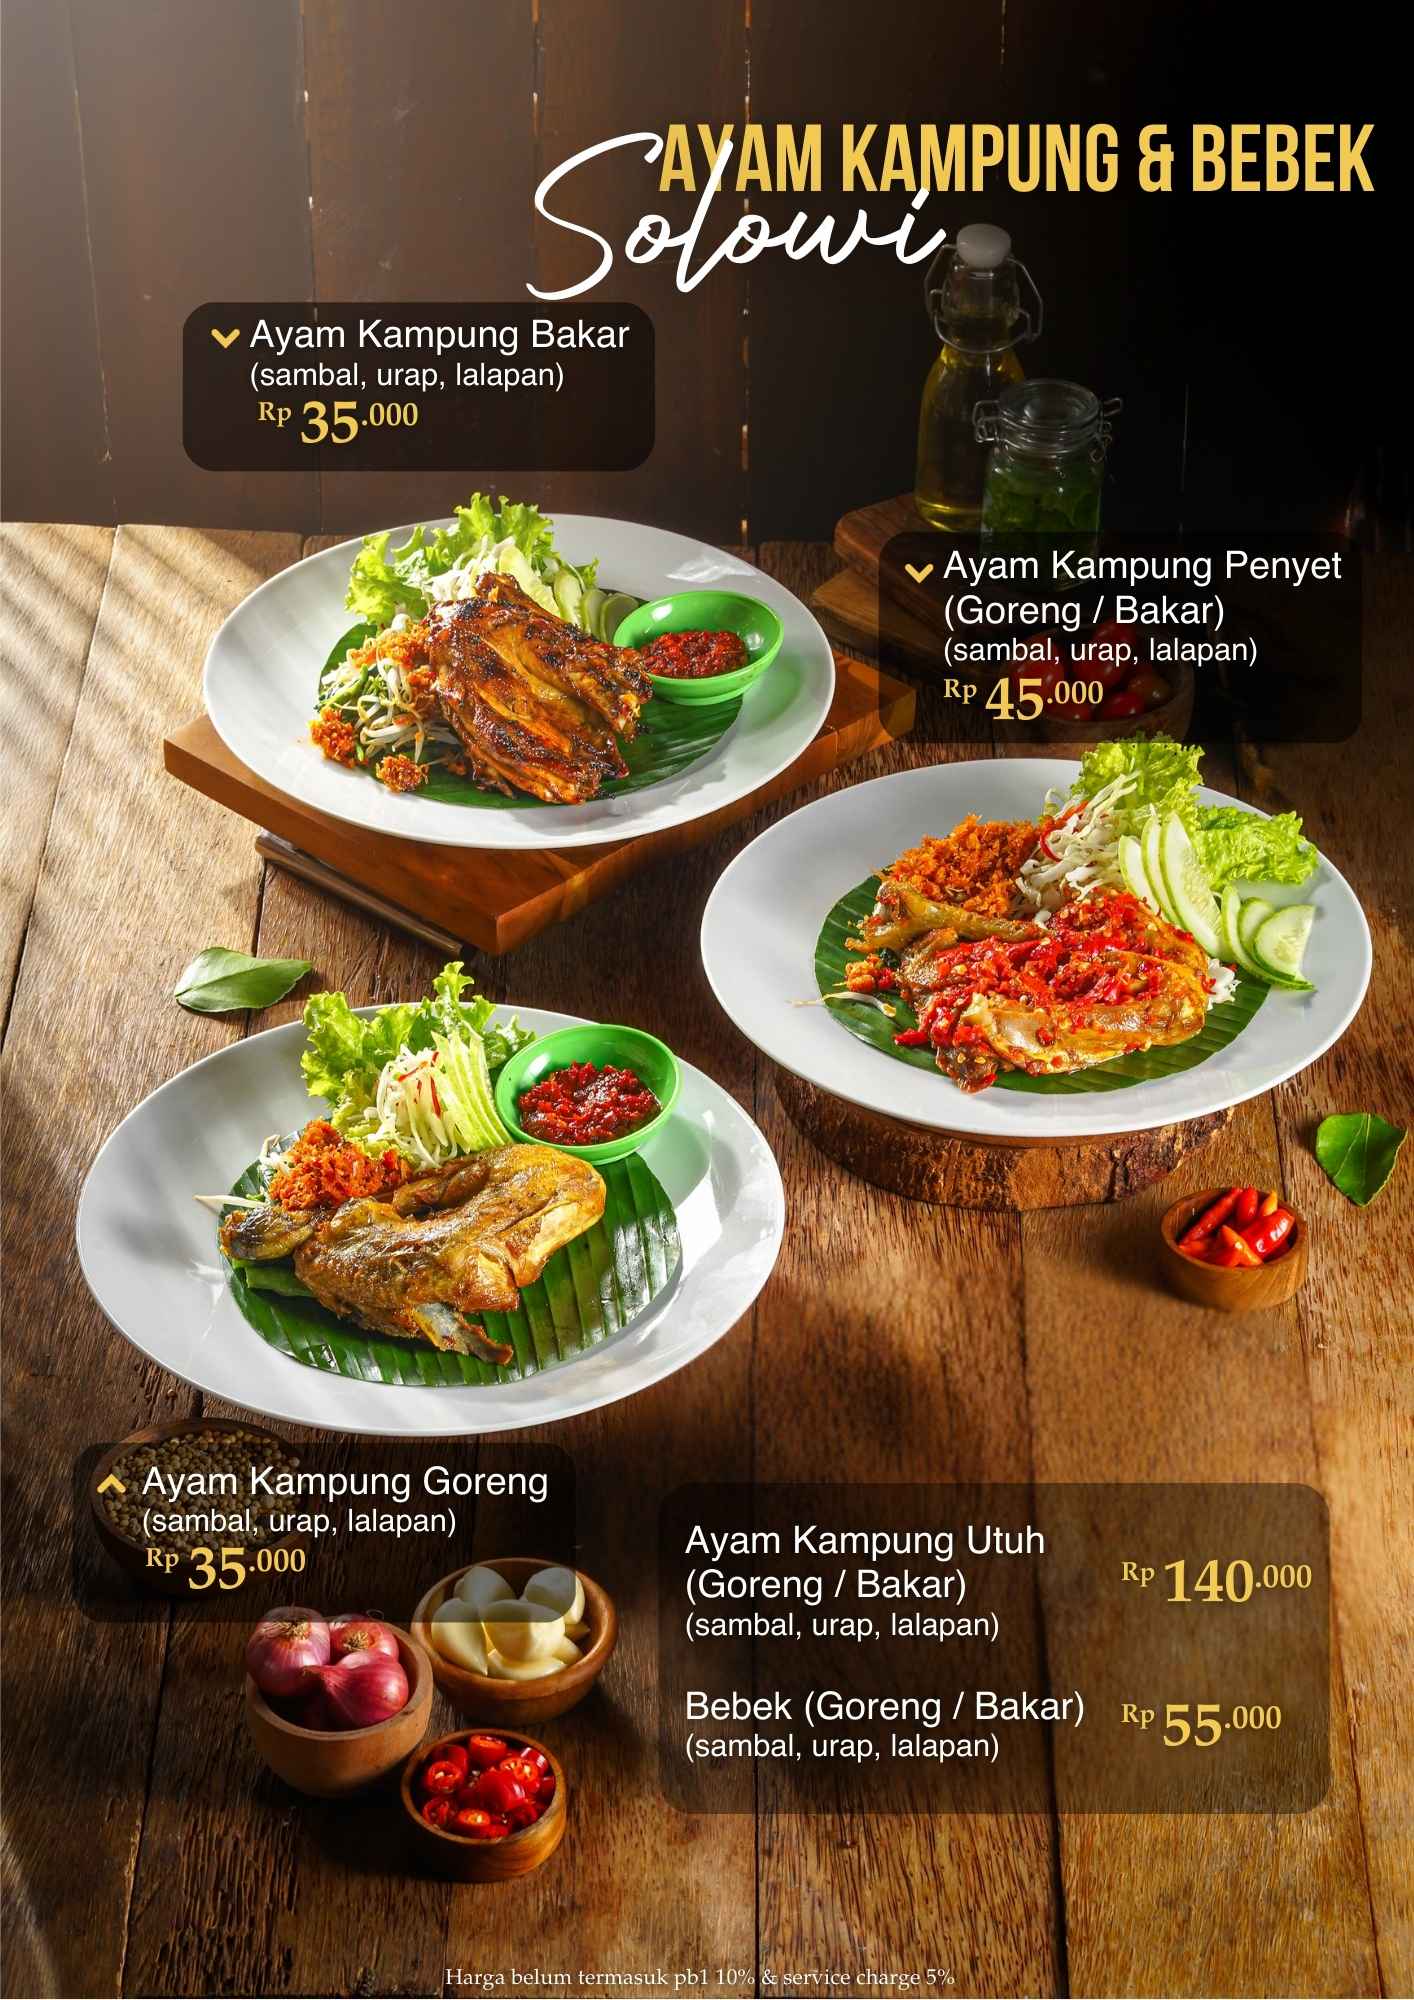 AYAM KAMPUNG & BEBEK
Solowi
Ayam Kampung Bakar
(sambal, urap, lalapan)
Rp 35.000
Ayam Kampung Penyet
(Goreng / Bakar)
(sambal, urap, lalapan)
Rp 45.000
Ayam Kampung Goreng
(sambal, urap, lalapan)
Rp 35.000
Ayam Kampung Utuh
(Goreng / Bakar)
(sambal, urap, lalapan)
Rp 140.000
Bebek (Goreng / Bakar)
(sambal, urap, lalapan)
Rp 55.000
Harga belum termasuk pb1 10% & service charge 5%